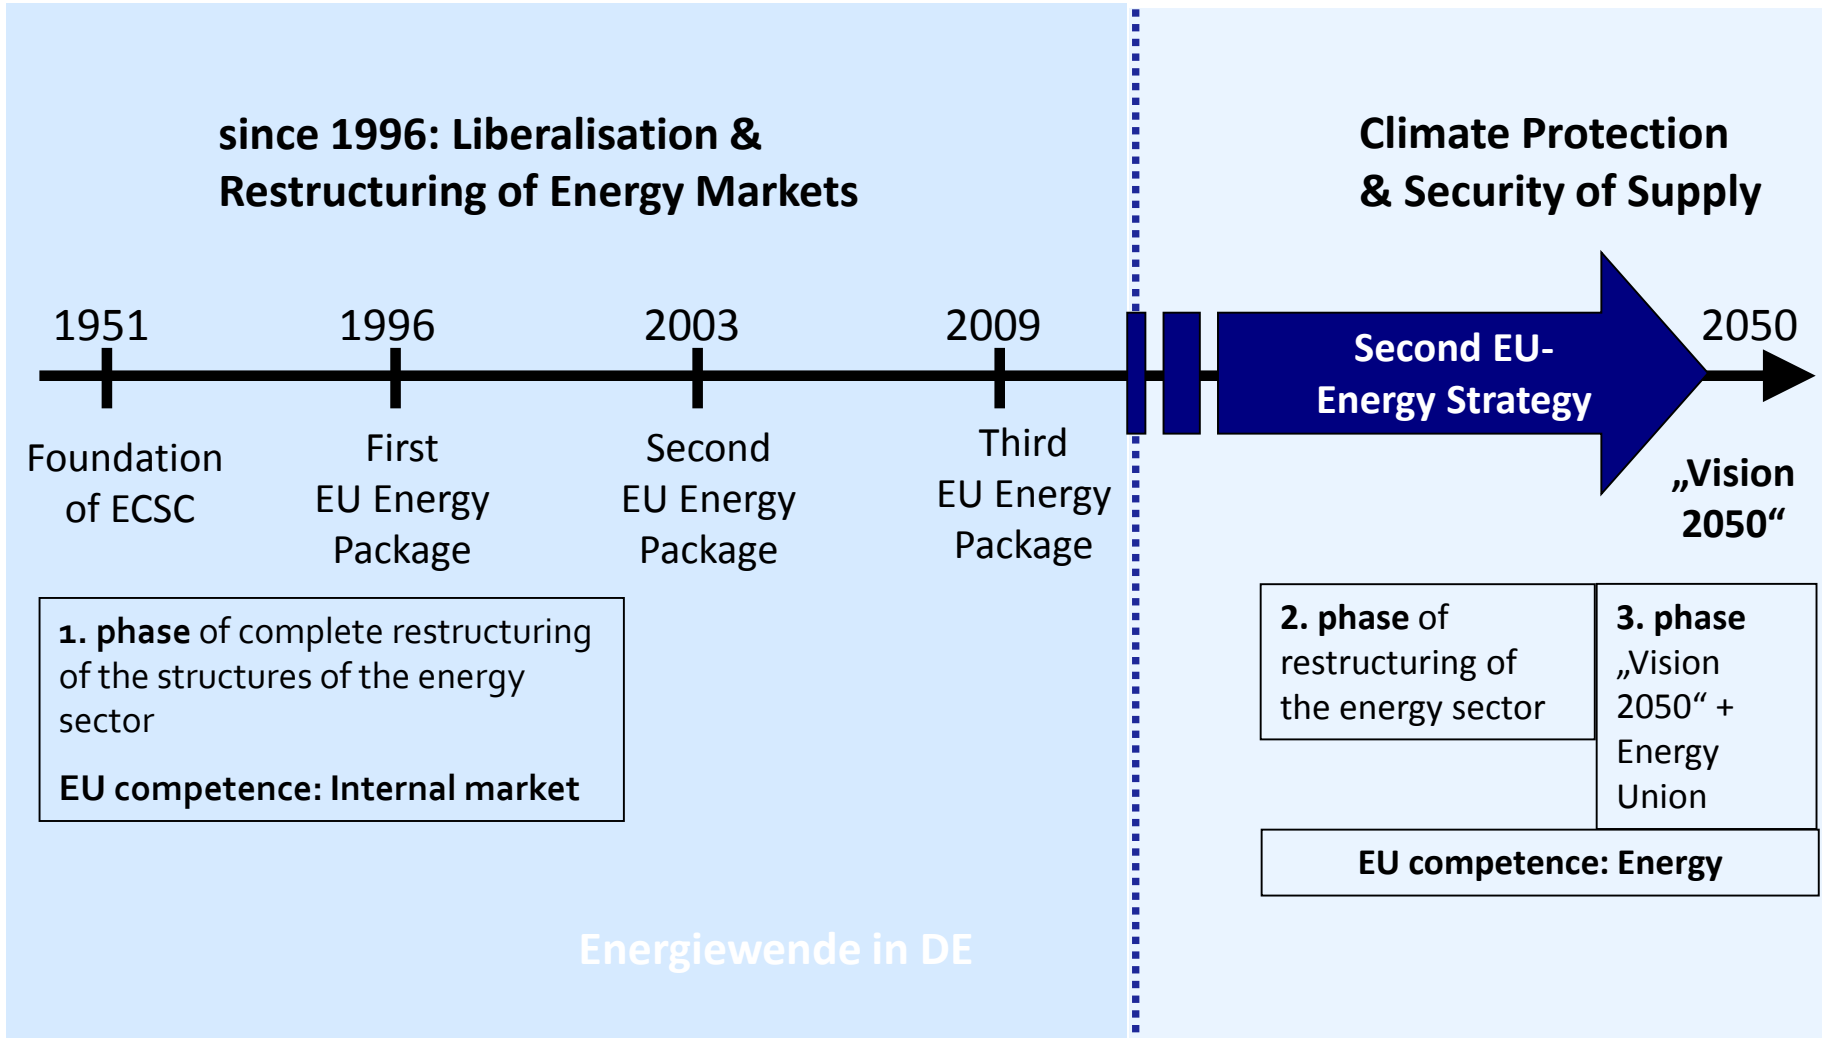 since 1996: Liberalisation &
Restructuring of Energy Markets
Climate Protection
& Security of Supply
1951
1996
2003
2009
2050
Second EU-
Energy Strategy
Foundation
of ECSC
First
EU Energy
Package
Second
EU Energy
Package
Third
EU Energy
Package
„Vision
2050“
1. phase of complete restructuring
of the structures of the energy
sector
EU competence: Internal market
2. phase of
restructuring of
the energy sector
3. phase
„Vision
2050“ +
Energy
Union
EU competence: Energy
Energiewende in DE